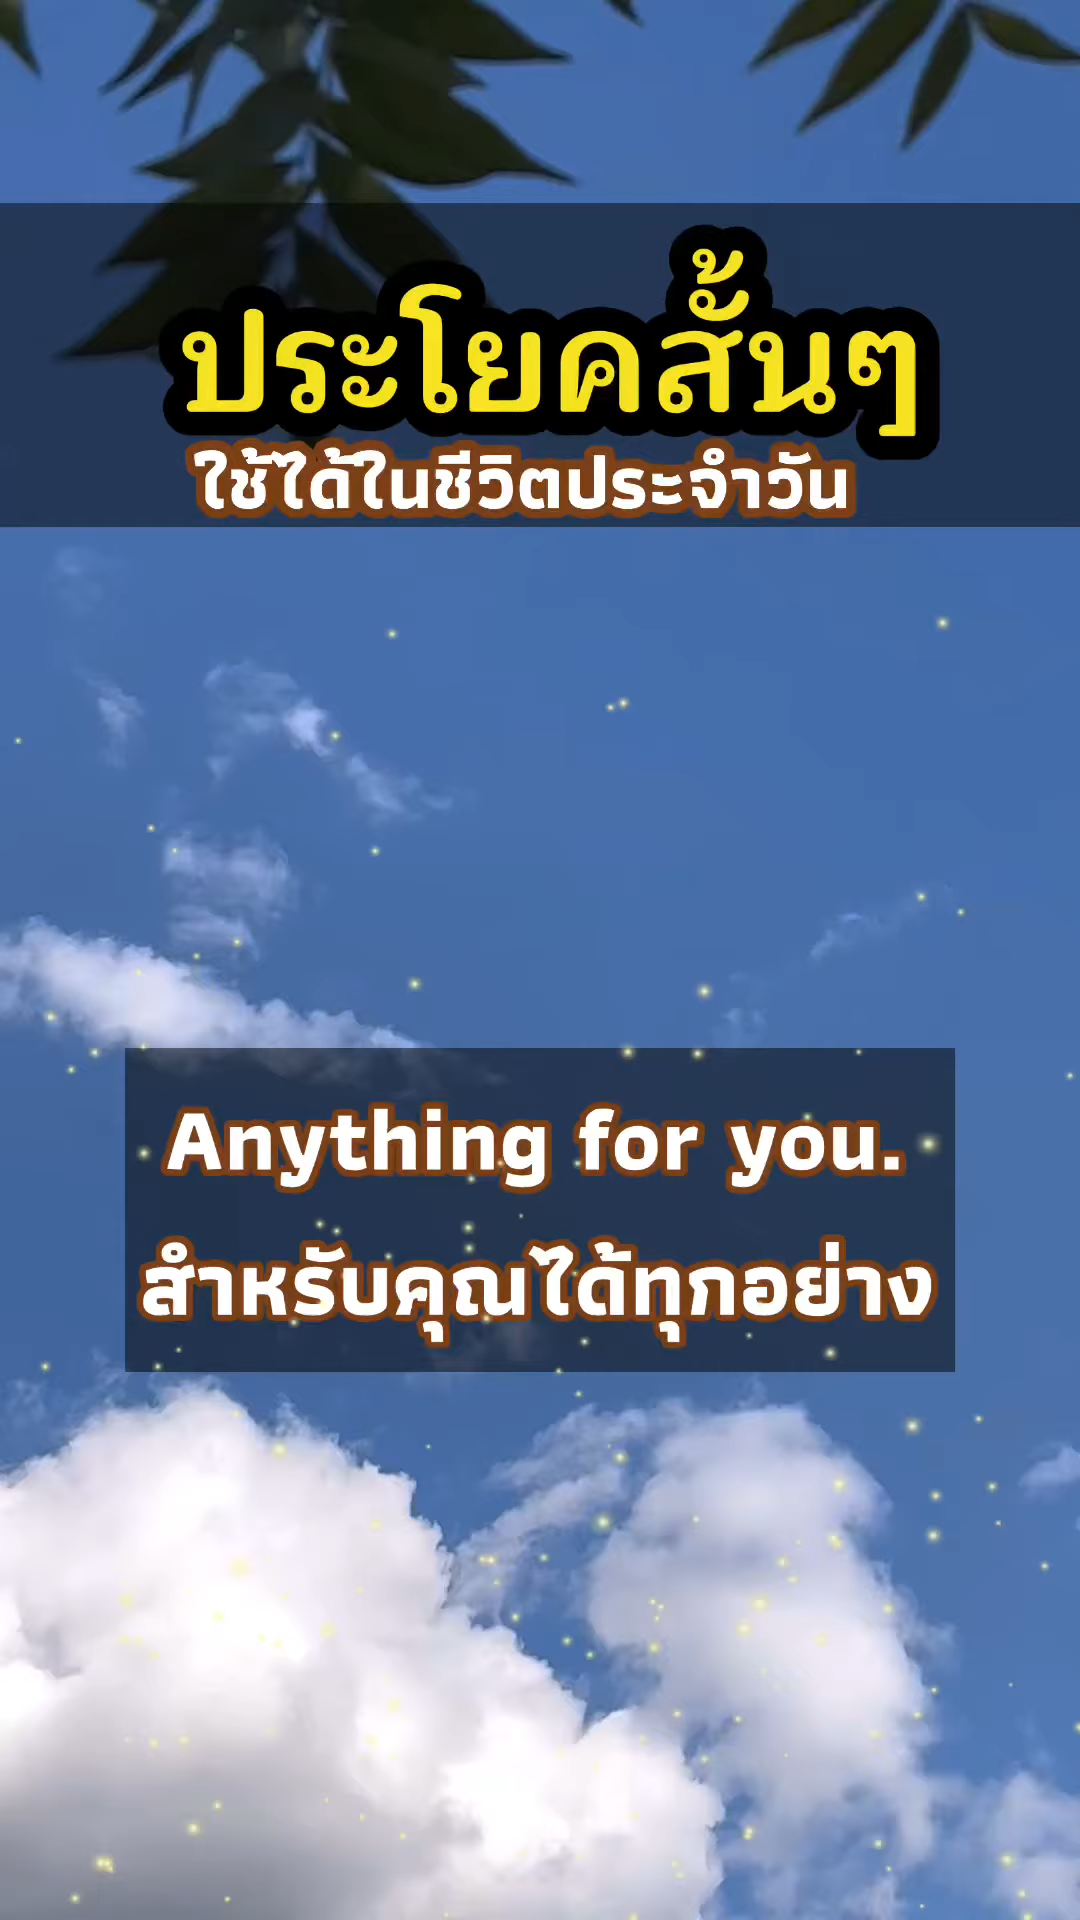 ประโยคสั้นๆ
ใช้ได้ในชีวิตประจำวัน
Anything for you.
สำหรับคุณได้ทุกอย่าง